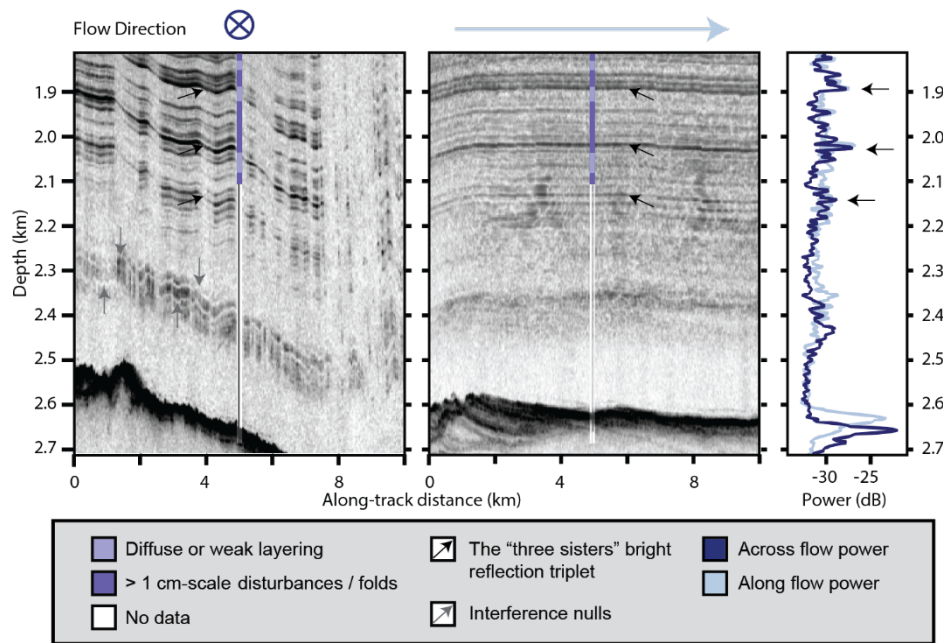 Flow Direction
1.9
2.0
2.1
2.2
2.3
2.4
2.5
2.6
2.7
Depth (km)
0
4
8
0
4
8
Along-track distance (km)
1.9
2.0
2.1
2.2
2.3
2.4
2.5
2.6
2.7
-30
-25
Power (dB)
Diffuse or weak layering
> 1 cm-scale disturbances / folds
No data
The "three sisters" bright
reflection triplet
Interference nulls
Across flow power
Along flow power